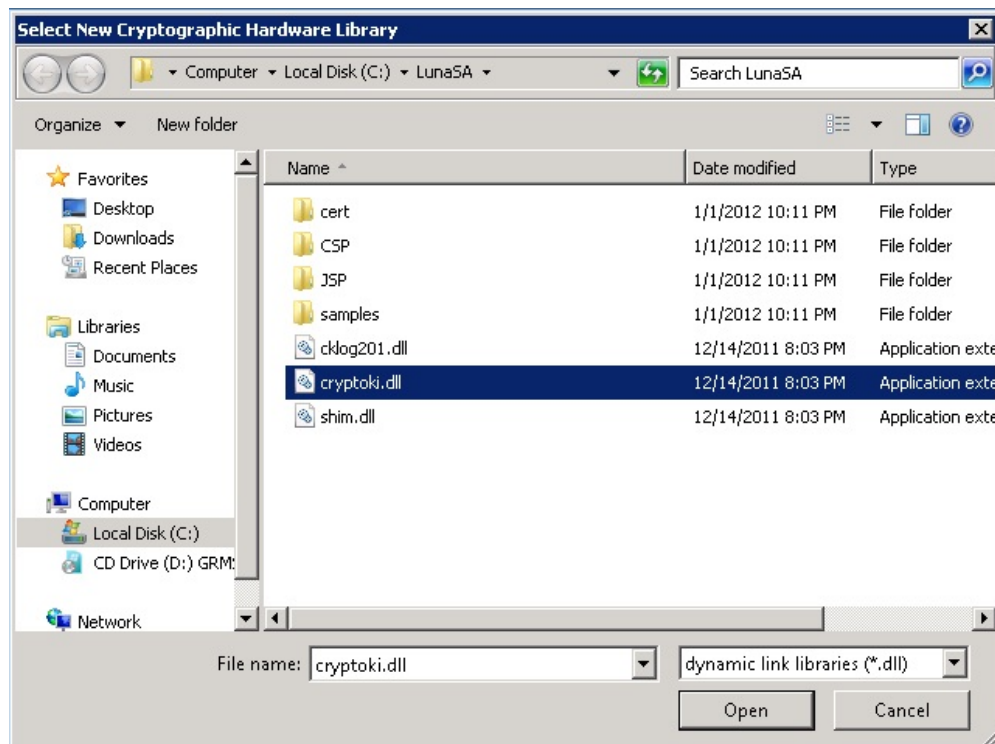 Select New Cryptographic Hardware Library
Computer Local Disk (C:) LunaSA
Search LunaSA
Organize New folder
Name Date modified Type
Favorites
Desktop
Downloads
Recent Places
Libraries
Documents
Music
Pictures
Videos
Computer
Local Disk (C:)
CD Drive (D:) GRM
Network
cert 1/1/2012 10:11 PM File folder
CSP 1/1/2012 10:11 PM File folder
JSP 1/1/2012 10:11 PM File folder
samples 1/1/2012 10:11 PM File folder
cklog201.dll 12/14/2011 8:03 PM Application exte
cryptoki.dll 12/14/2011 8:03 PM Application exte
shim.dll 12/14/2011 8:03 PM Application exte
File name: cryptoki.dll dynamic link libraries (*.dll)
Open Cancel